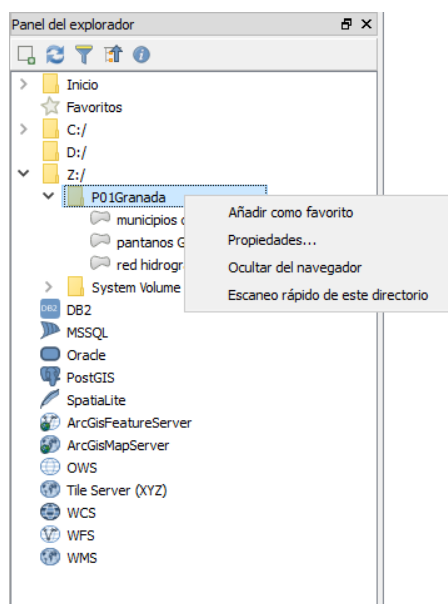 Panel del explorador
Inicio
Favoritos
C:/
D:/
Z:/
P01Granada
Añadir como favorito
municipios
Propiedades...
pantanos G
Ocultar del navegador
red hidrogr
Escaneo rápido de este directorio
System Volume
DB2 DB2
MSSQL
Oracle
PostGIS
SpatiaLite
ArcGisFeatureServer
ArcGisMapServer
OWS
Tile Server (XYZ)
WCS
WFS
WMS